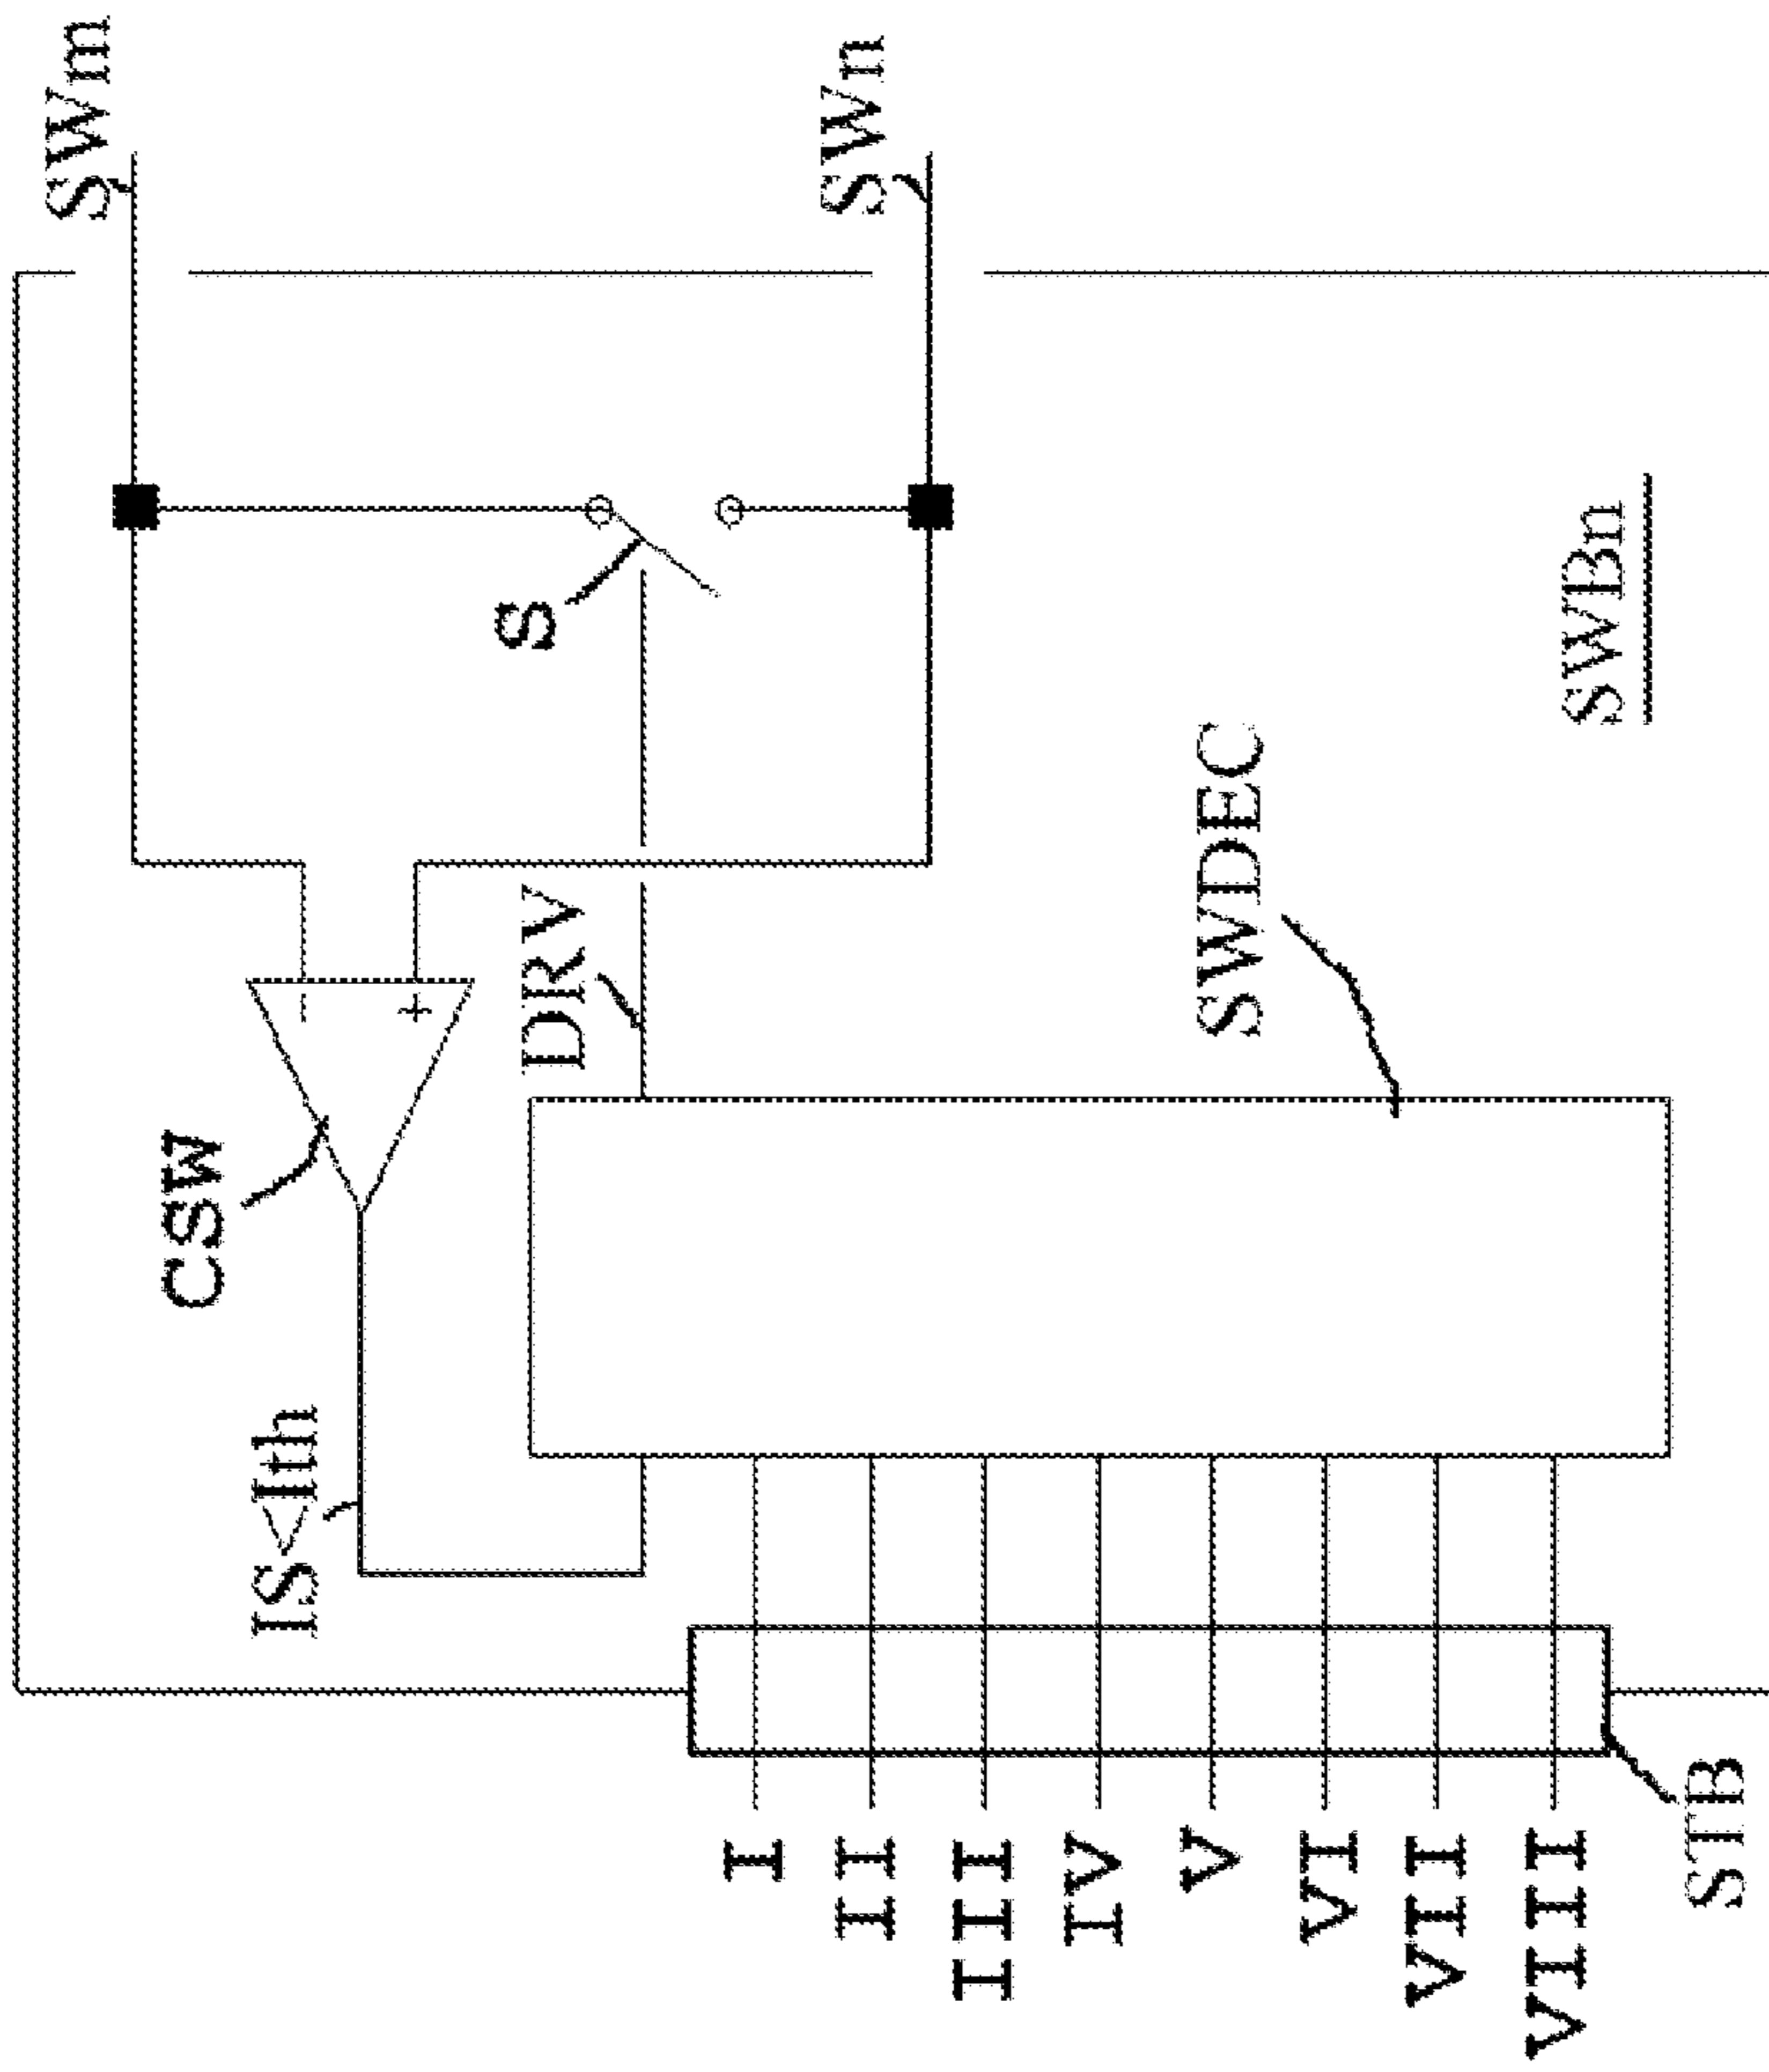 SWm
SWn
S
SWBn
DRV
SWDEC
CSW
- +
IS<Ith
I
II
III
IV
V
VI
VII
VIII
STB